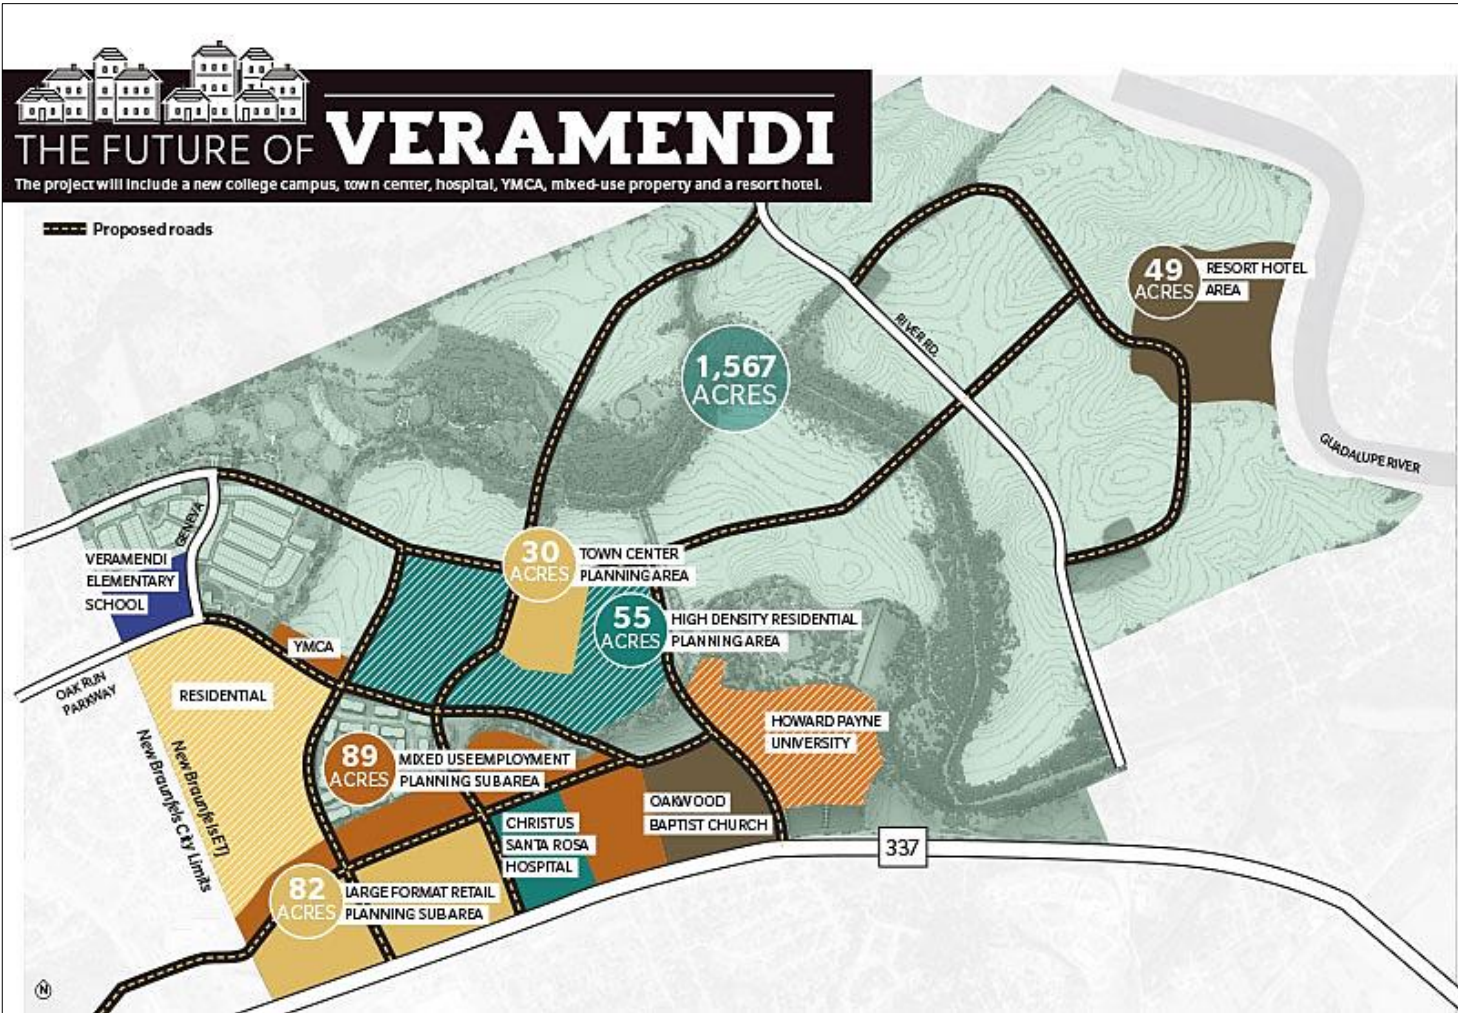 THE FUTURE OF VERAMENDI
The project will include a new college campus, town center, hospital, YMCA, mixed-use property and a resort hotel.
Proposed roads
49
ACRES
RESORT HOTEL
AREA
RIVER RD.
1,567
ACRES
GUADALUPE RIVER
GENEVA
VERAMENDI
ELEMENTARY
SCHOOL
30
ACRES
TOWN CENTER
PLANNING AREA
55
ACRES
HIGH DENSITY RESIDENTIAL
PLANNING AREA
YMCA
OAK RUN
PARKWAY
RESIDENTIAL
HOWARD PAYNE
UNIVERSITY
New Braunfels ETJ
New Braunfels City Limits
89
ACRES
MIXED USE EMPLOYMENT
PLANNING SUBAREA
OAKWOOD
BAPTIST CHURCH
CHRISTUS
SANTA ROSA
HOSPITAL
337
82
ACRES
LARGE FORMAT RETAIL
PLANNING SUBAREA
N